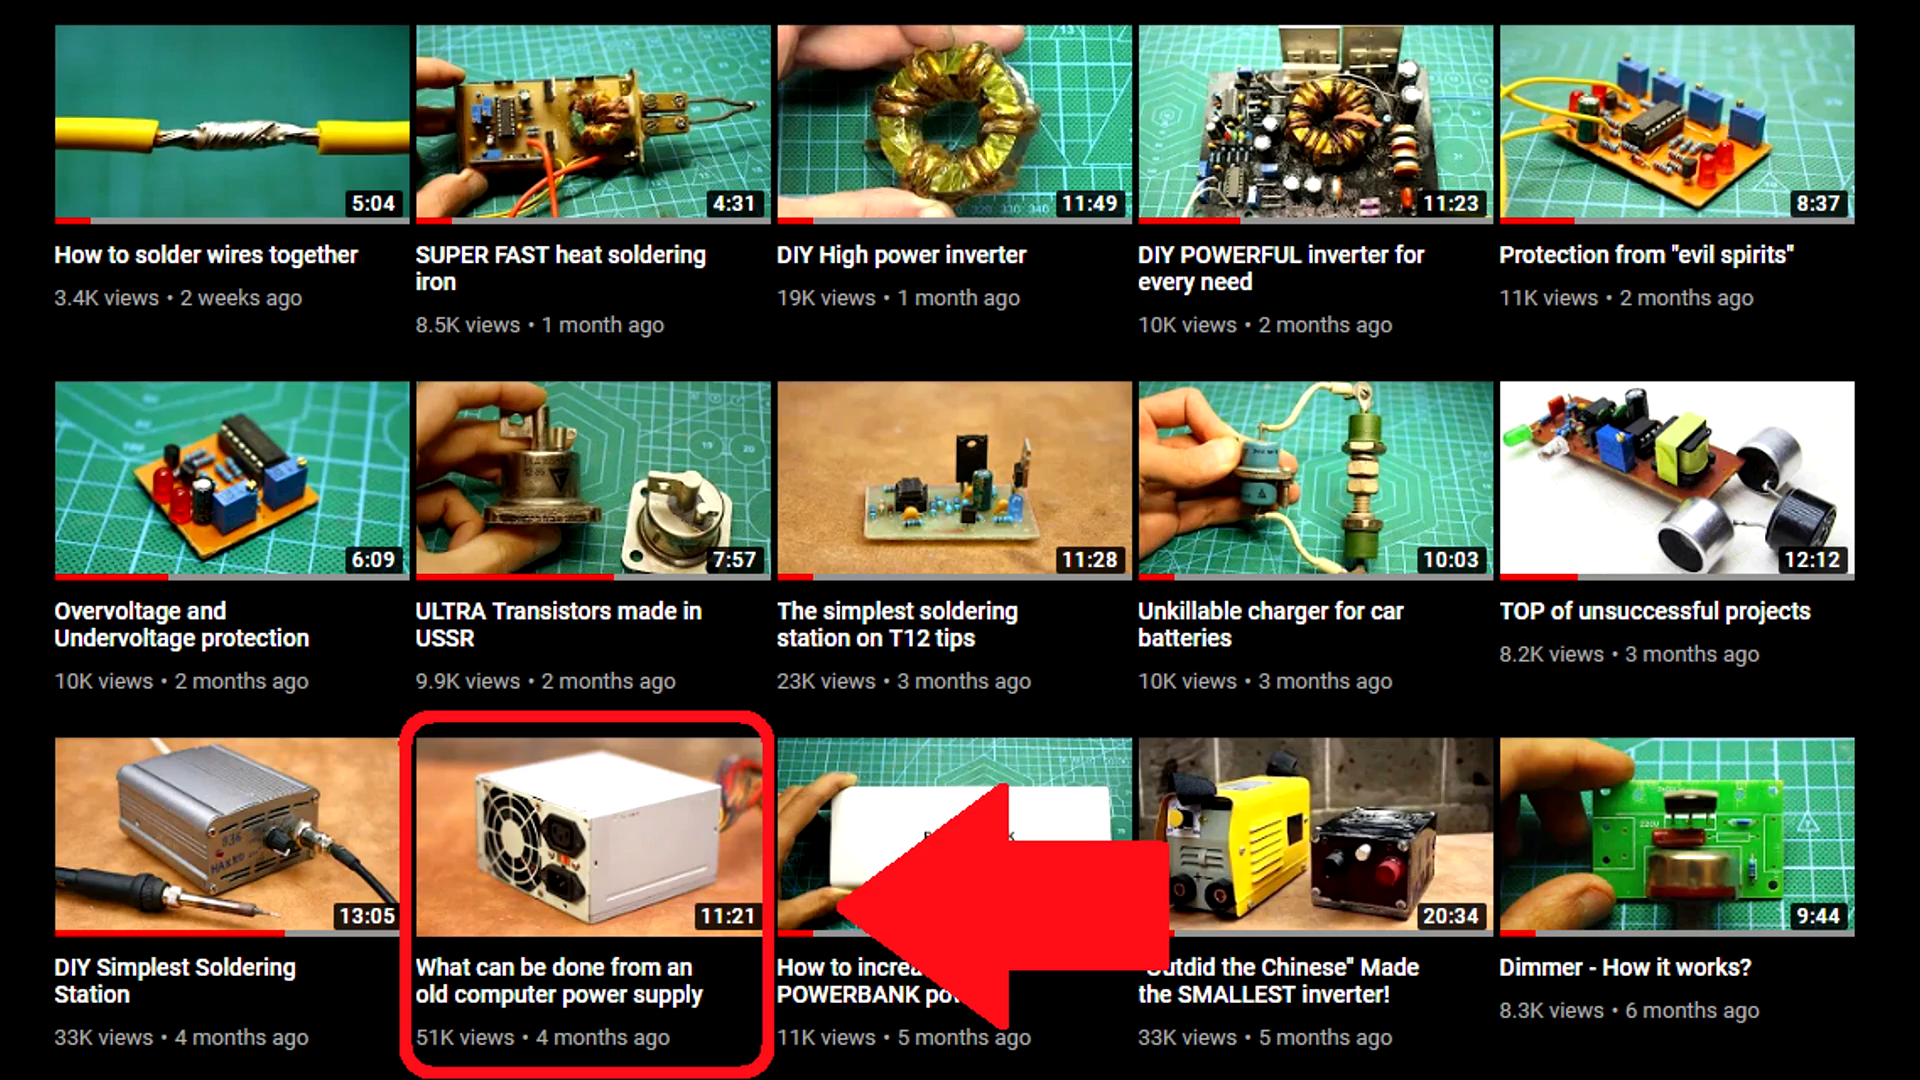 5:04
4:31
11:49
11:23
8:37
How to solder wires together
SUPER FAST heat soldering
iron
DIY High power inverter
DIY POWERFUL inverter for
every need
Protection from "evil spirits"
3.4K views • 2 weeks ago
8.5K views • 1 month ago
19K views • 1 month ago
10K views • 2 months ago
11K views • 2 months ago
6:09
7:57
11:28
10:03
12:12
Overvoltage and
Undervoltage protection
ULTRA Transistors made in
USSR
The simplest soldering
station on T12 tips
Unkillable charger for car
batteries
TOP of unsuccessful projects
10K views • 2 months ago
9.9K views • 2 months ago
23K views • 3 months ago
10K views • 3 months ago
8.2K views • 3 months ago
936
HAKKO
220V
13:05
11:21
20:34
9:44
DIY Simplest Soldering
Station
What can be done from an
old computer power supply
How to
POWERBANK
the Chinese" Made
the SMALLEST inverter!
Dimmer - How it works?
33K views • 4 months ago
51K views • 4 months ago
11K views • 5 months ago
33K views • 5 months ago
8.3K views • 6 months ago